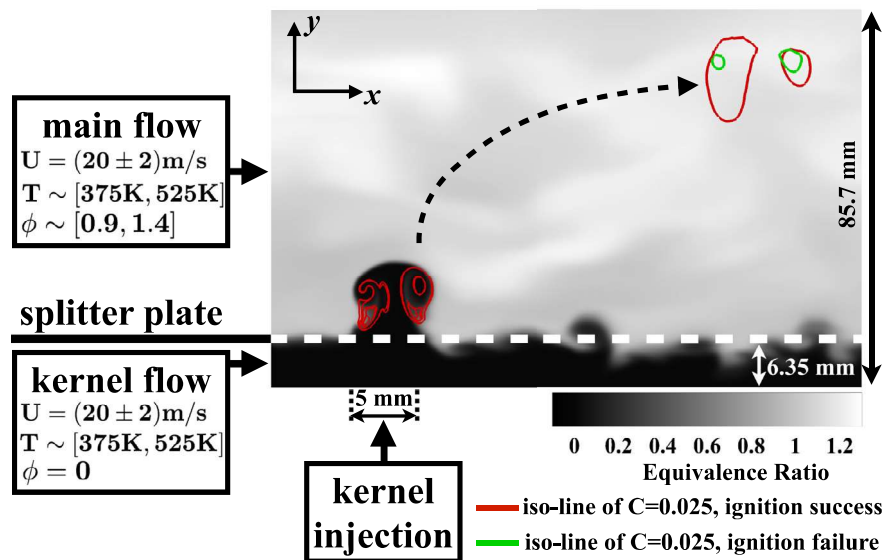 y
x
main flow
U = (20 ± 2)m/s
T ∼ [375K, 525K]
ϕ ∼ [0.9, 1.4]
85.7 mm
splitter plate
kernel flow
U = (20 ± 2)m/s
T ∼ [375K, 525K]
ϕ = 0
6.35 mm
5 mm
0 0.2 0.4 0.6 0.8 1 1.2
Equivalence Ratio
kernel
injection
iso-line of C=0.025, ignition success
iso-line of C=0.025, ignition failure